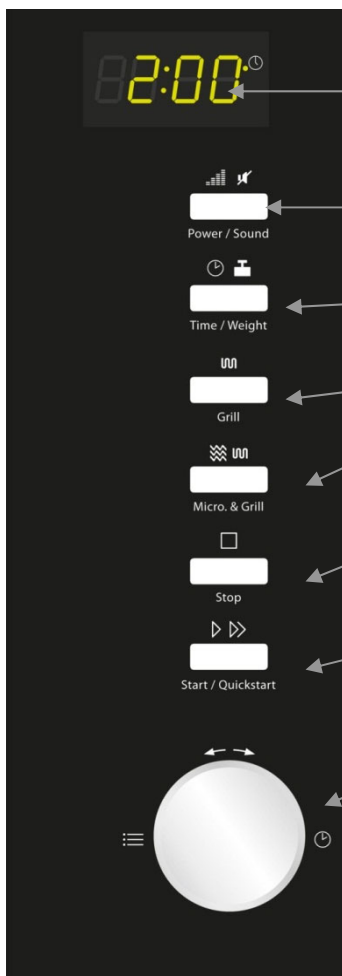 2:00
Power / Sound
Time / Weight
Grill
Micro. & Grill
Stop
Start / Quickstart